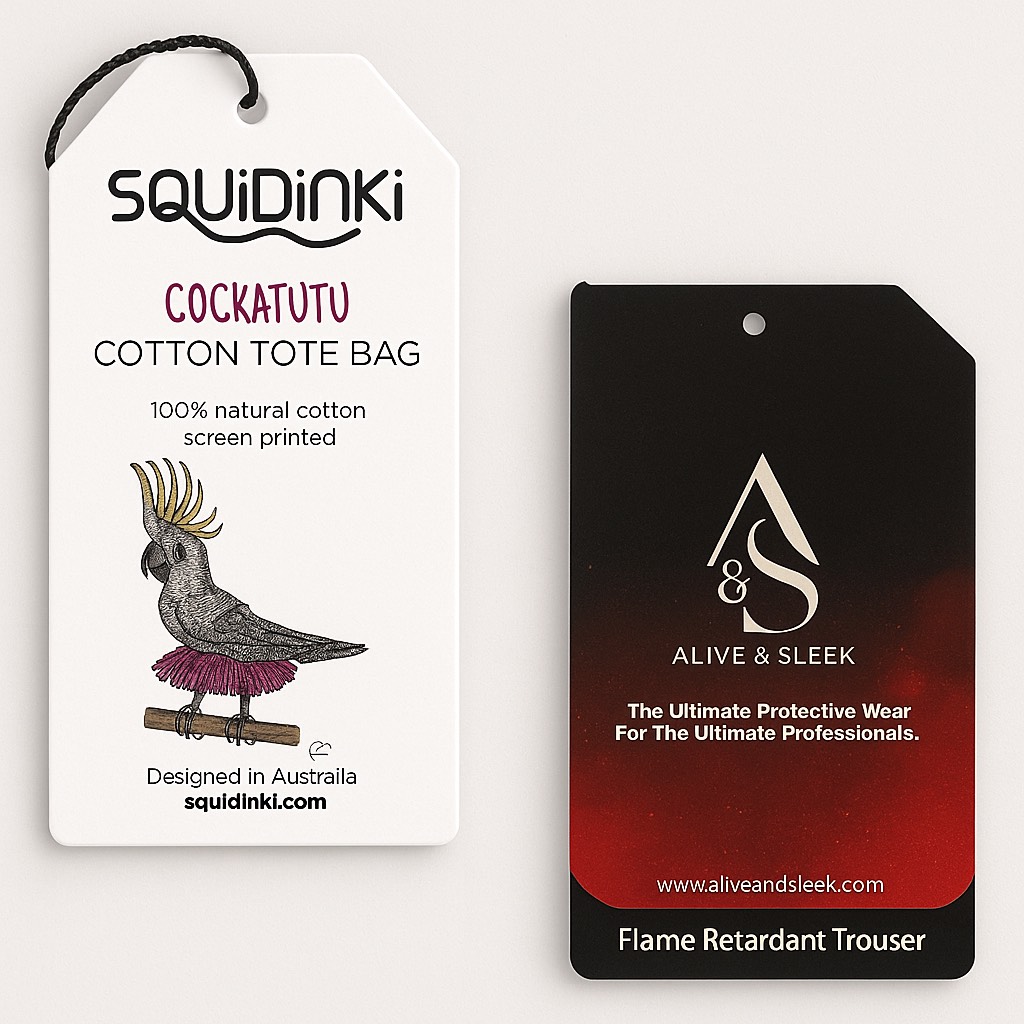 SQUiDiNKi
COCKATUTU
COTTON TOTE BAG
100% natural cotton
screen printed
Designed in Austraila
squidinki.com
A
&S
ALIVE & SLEEK
The Ultimate Protective Wear
For The Ultimate Professionals.
www.aliveandsleek.com
Flame Retardant Trouser